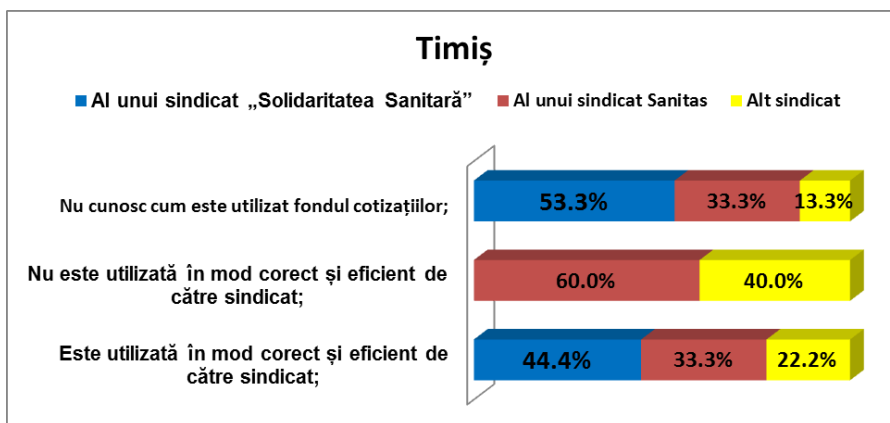 Timiș
Al unui sindicat „Solidaritatea Sanitară” Al unui sindicat Sanitas Alt sindicat
Nu cunosc cum este utilizat fondul cotizațiilor;
53.3% 33.3% 13.3%
Nu este utilizată în mod corect și eficient de
către sindicat;
60.0% 40.0%
Este utilizată în mod corect și eficient de
către sindicat;
44.4% 33.3% 22.2%